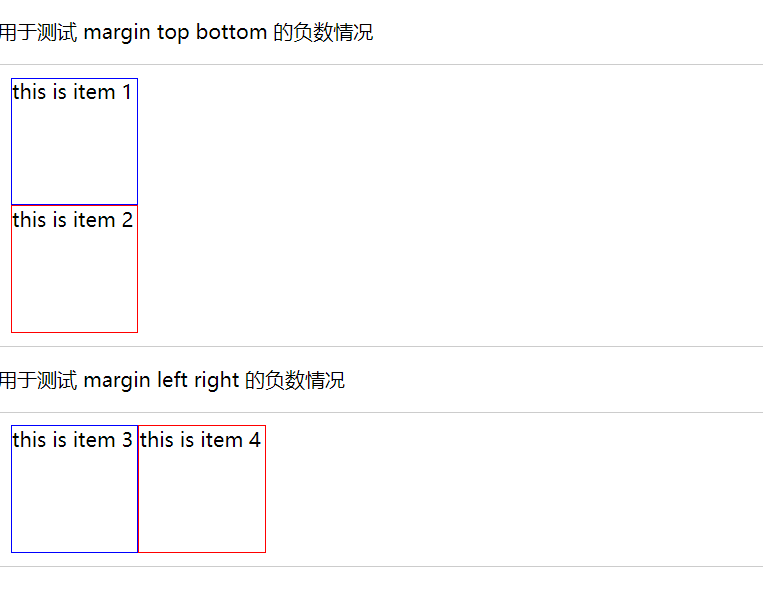 用于测试 margin top bottom 的负数情况
this is item 1
this is item 2
用于测试 margin left right 的负数情况
this is item 3 this is item 4